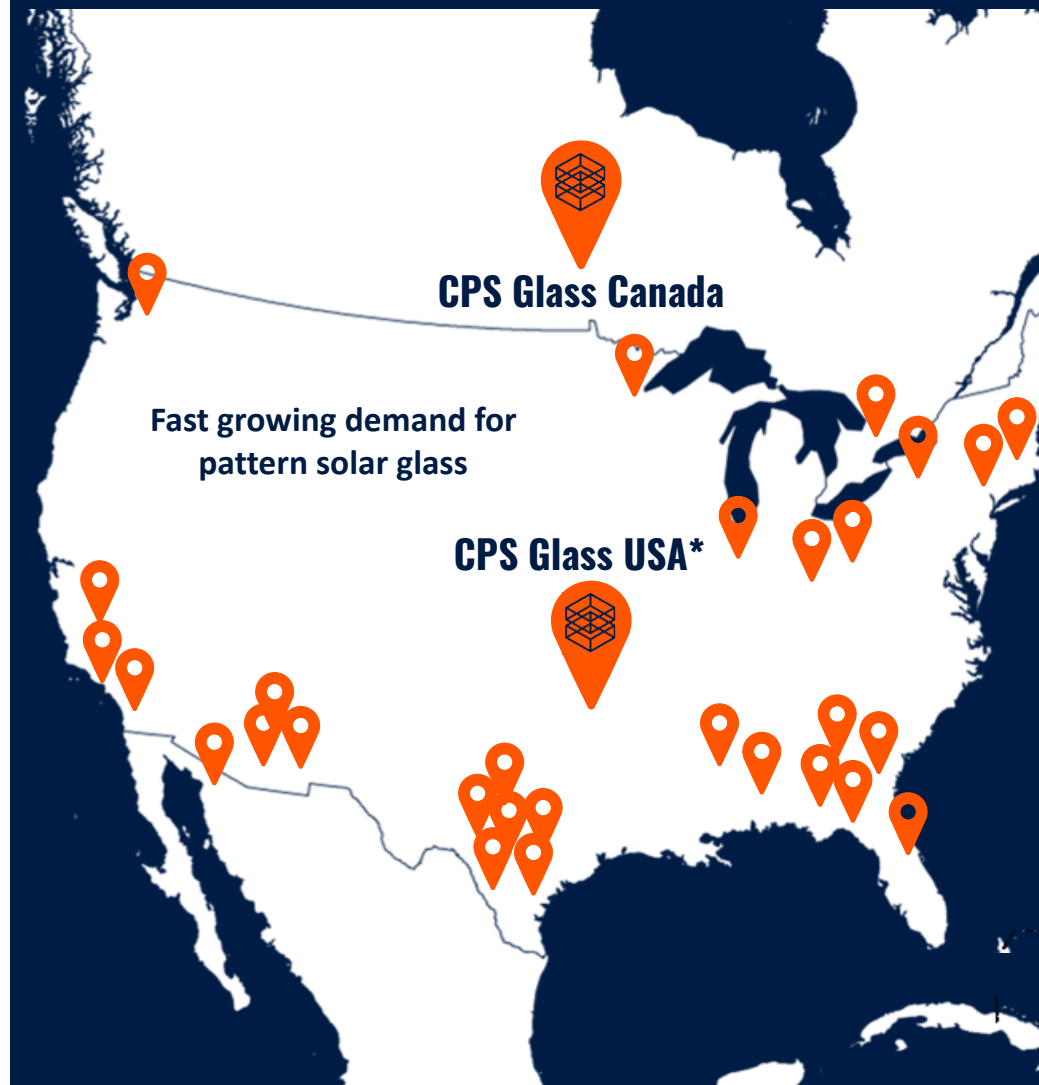 CPS Glass Canada
Fast growing demand for
pattern solar glass
CPS Glass USA*